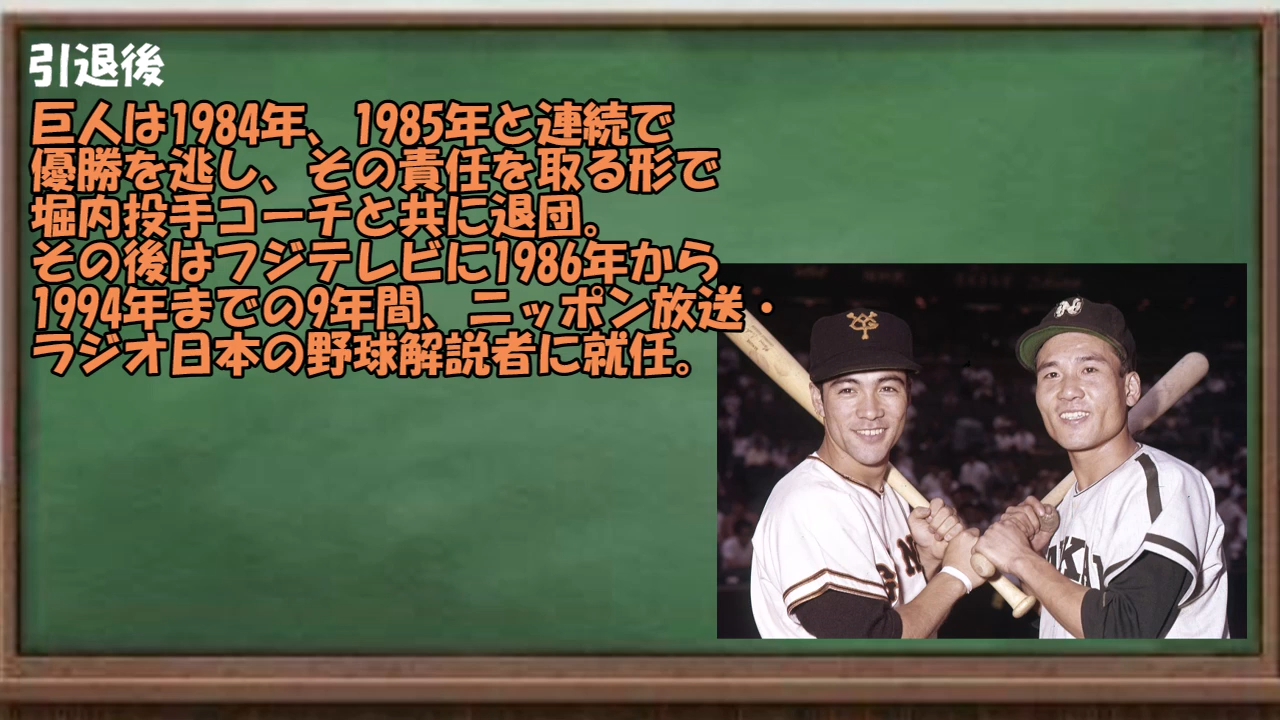 引退後
巨人は1984年、1985年と連続で
優勝を逃し、その責任を取る形で
堀内投手コーチと共に退団。
その後はフジテレビに1986年から
1994年までの9年間、ニッポン放送・
ラジオ日本の野球解説者に就任。